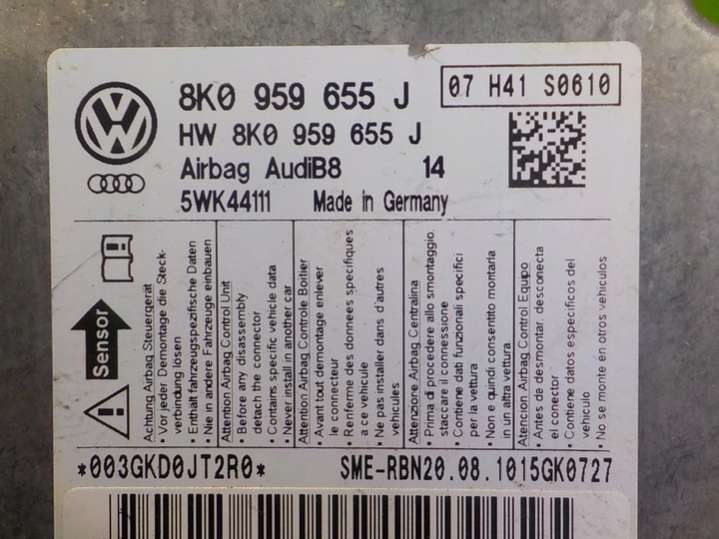 8K0 959 655 J
07 H41 S0610
HW 8K0 959 655 J
Airbag AudiB8 14
5WK44111 Made in Germany
Sensor
Achtung Airbag Steuergerät
• Vor jeder Demontage die Steck-
verbindung lösen
• Enthält fahrzeugspezifische Daten
• Nie in andere Fahrzeuge einbauen
Attention Airbag Control Unit
• Before any disassembly
detach the connector
• Contains specific vehicle data
• Never install in another car
Attention Airbag Controle Boitier
• Avant tout demontage enlever
le connecteur
• Renferme des donnees specifiques
a ce vehicule
• Ne pas installer dans d'autres
vehicules
Attenzione Airbag Centralina
• Prima di procedere allo smontaggio,
staccare il connessione
• Contiene dati funzionali specifici
per la vettura
• Non e quindi consentito montarla
in un altra vettura
Attencion Airbag Control Equipo
• Antes de desmontar, desconecta
el conector
• Contiene datos especificos del
vehiculo
• No se monte en otros vehiculos
*003GKD0JT2R0* SME-RBN20.08.1015GK0727